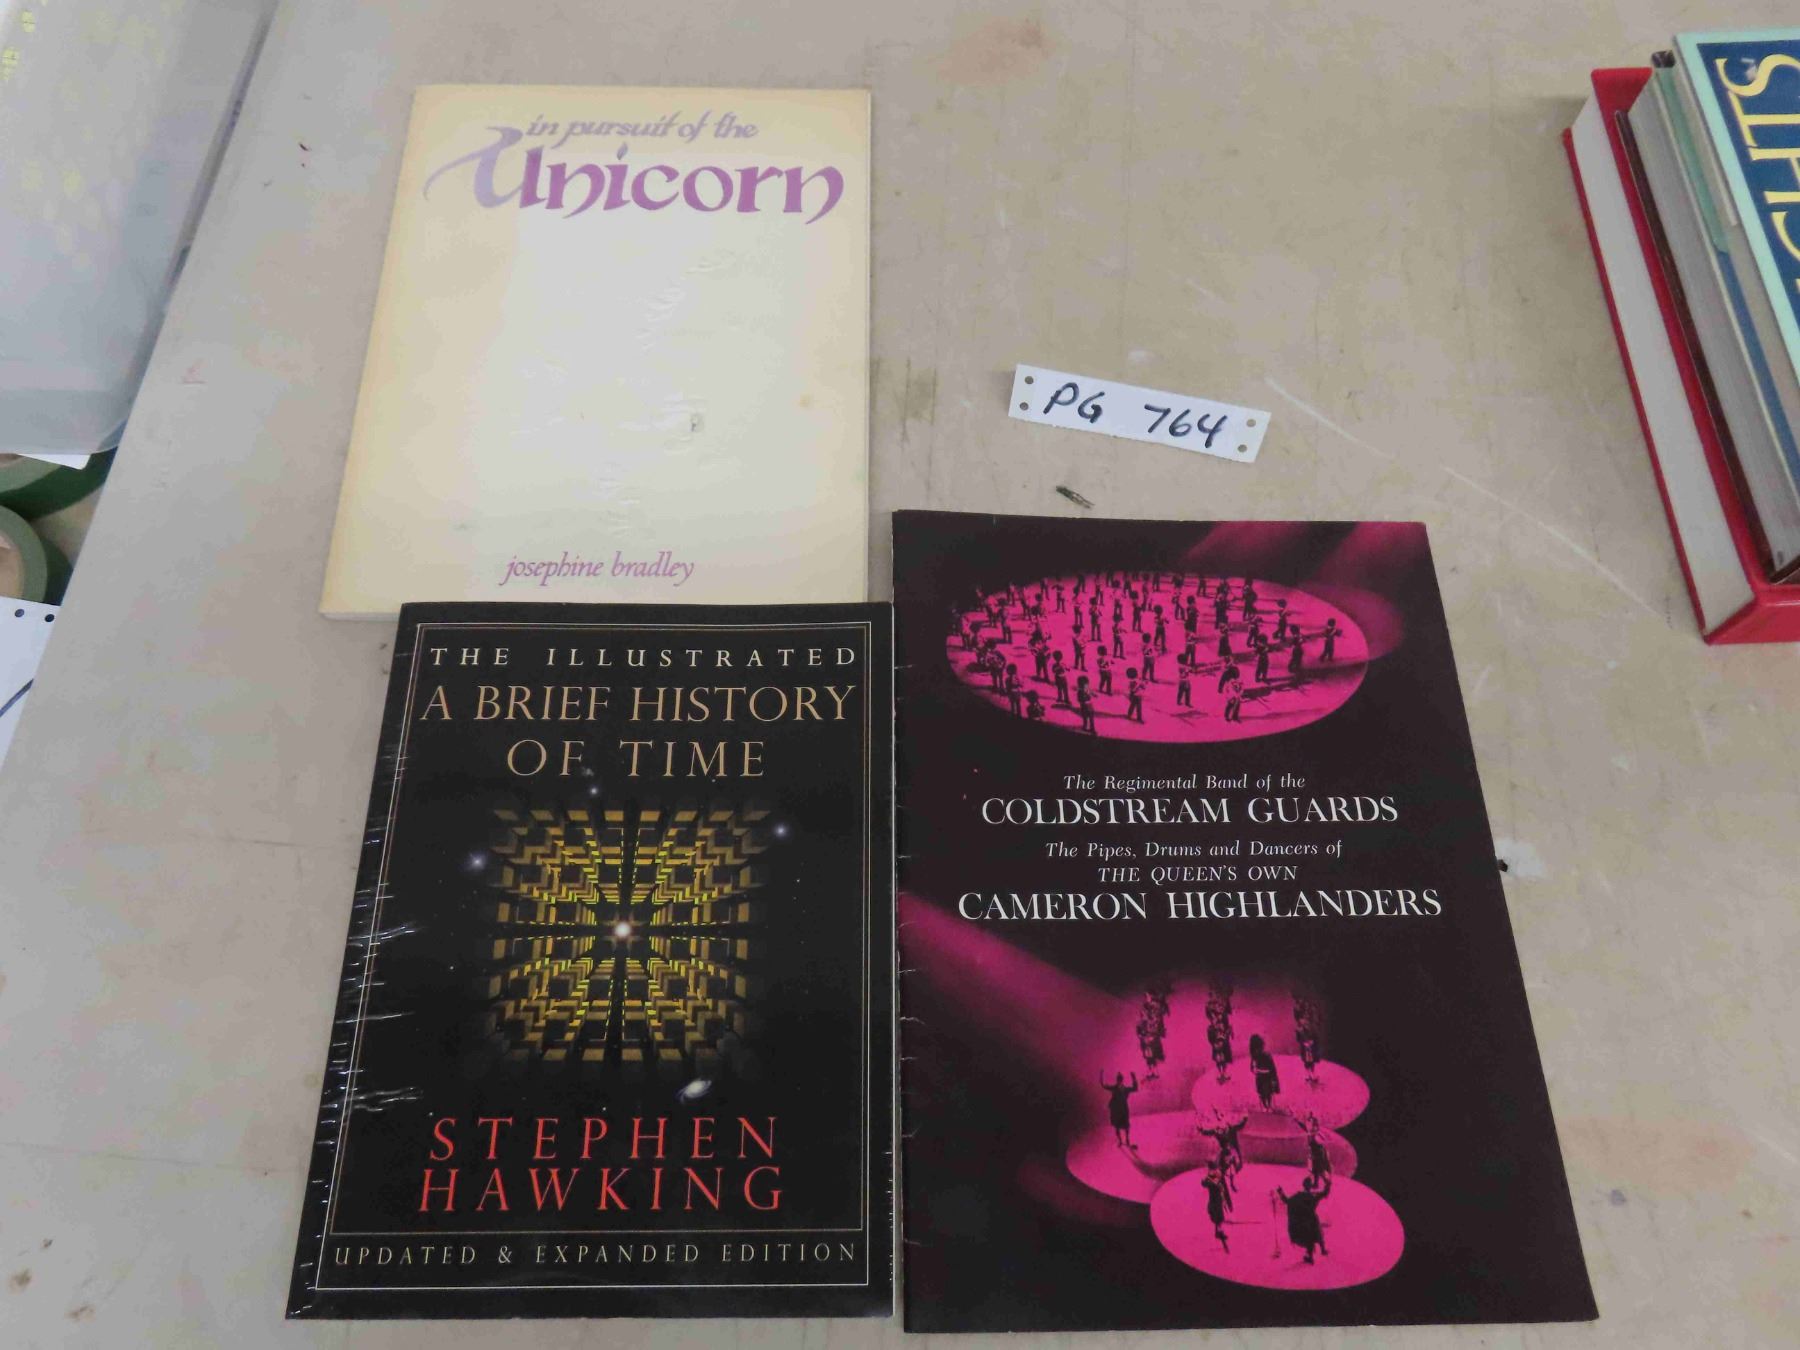 in pursuit of the
Unicorn
josephine bradley
PG 764
THE ILLUSTRATED
A BRIEF HISTORY
OF TIME
STEPHEN
HAWKING
UPDATED & EXPANDED EDITION
The Regimental Band of the
COLDSTREAM GUARDS
The Pipes, Drums and Dancers of
THE QUEEN'S OWN
CAMERON HIGHLANDERS